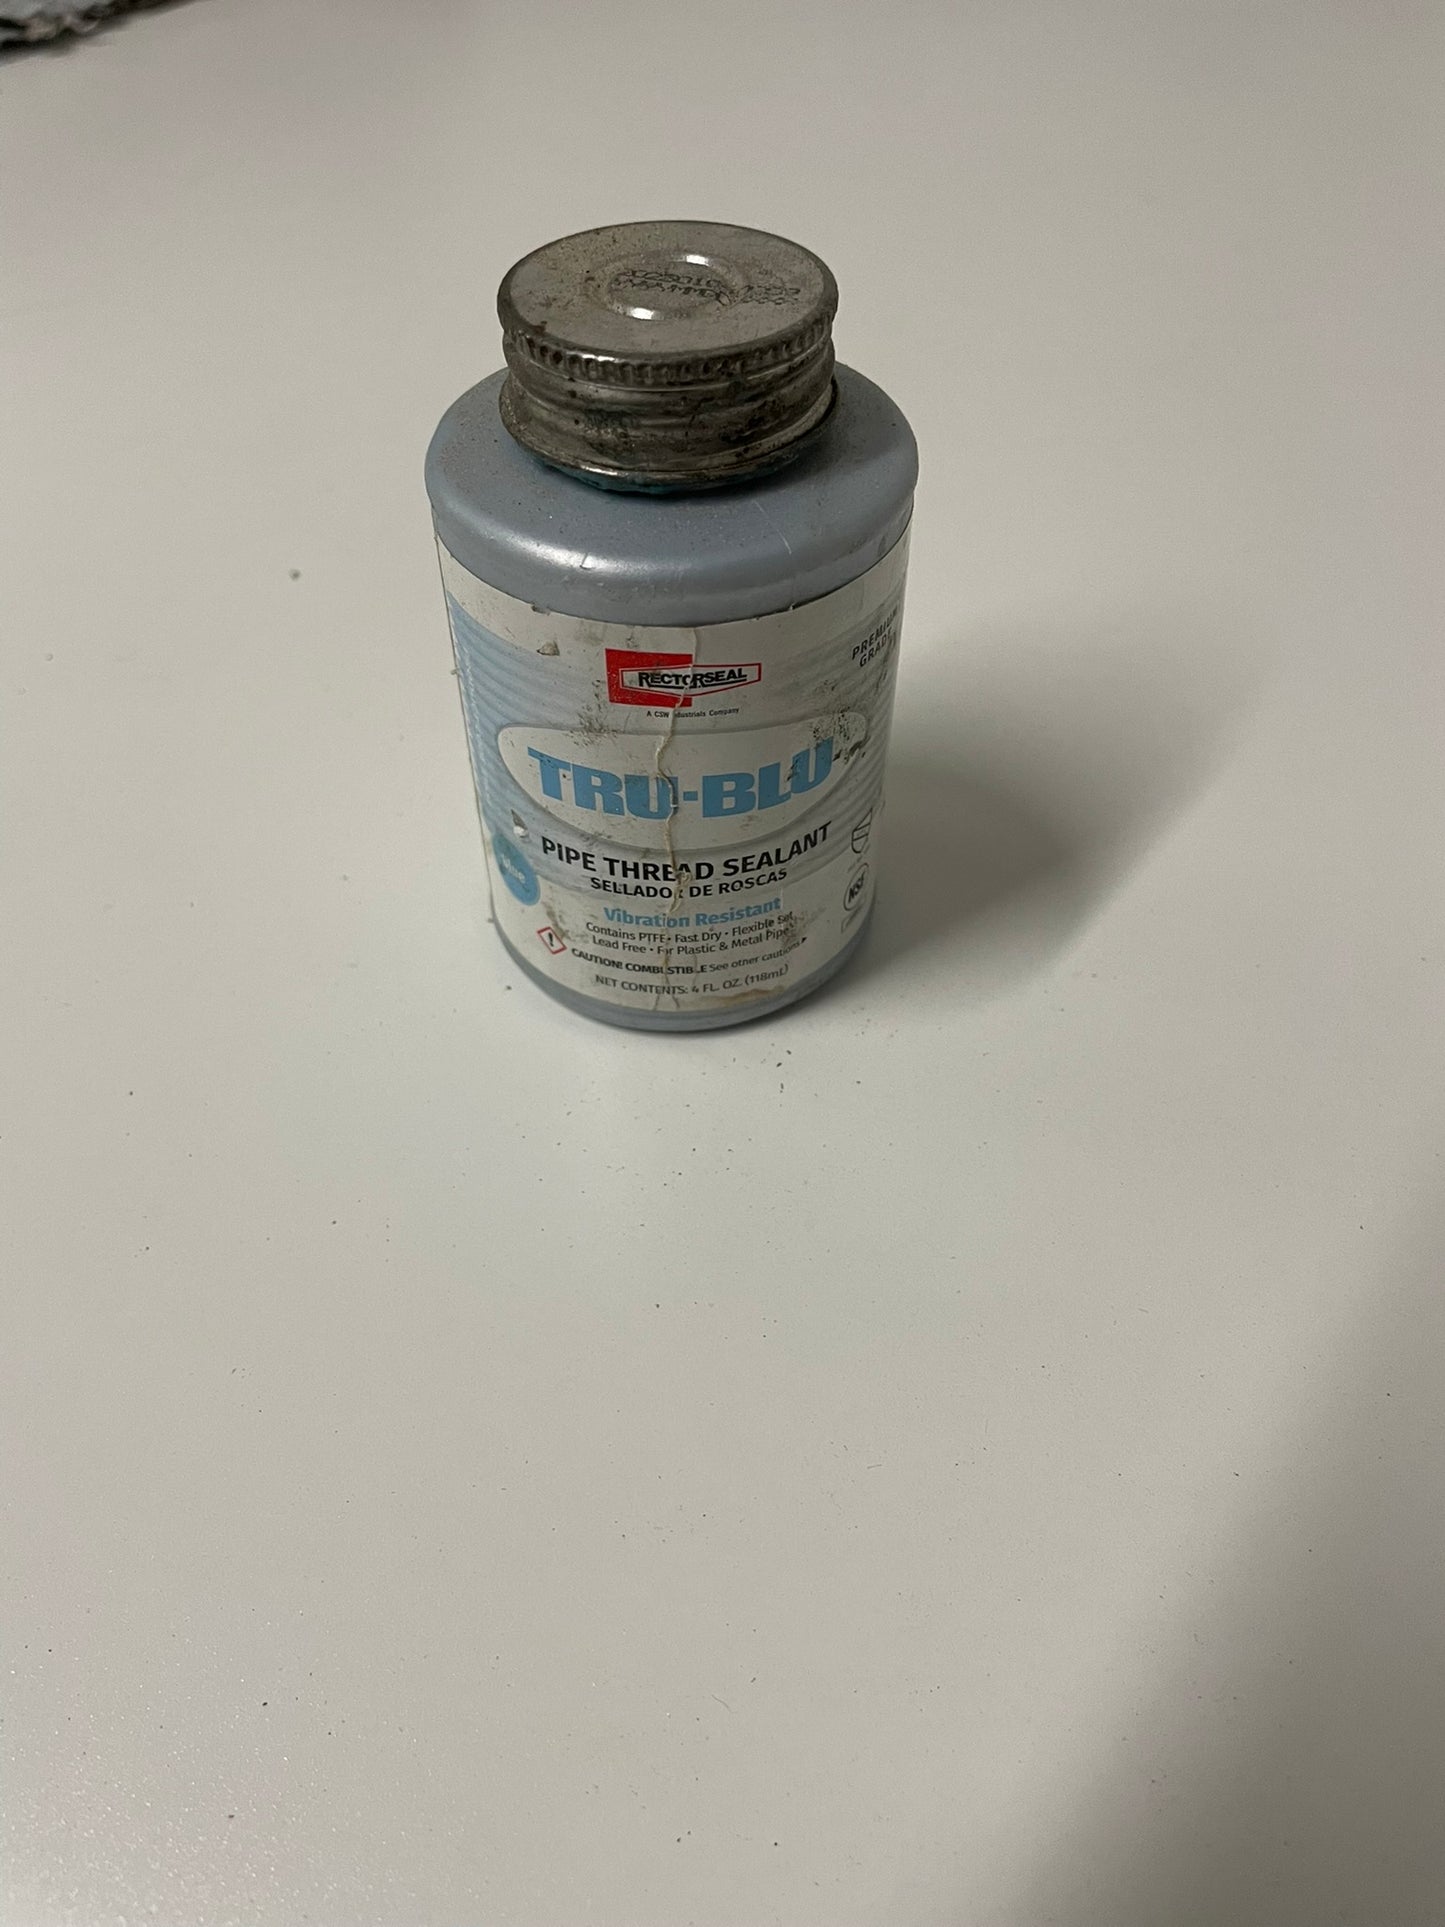 PREMIUM
GRADE
RECTORSEAL
A CSW Industrials Company
TRU-BLU
PIPE THREAD SEALANT
SELLADOR DE ROSCAS
blue
Vibration Resistant
Contains PTFE • Fast Dry • Flexible Set
Lead Free • For Plastic & Metal Pipe
CAUTION! COMBUSTIBLE See other cautions
NET CONTENTS: 4 FL. OZ. (118mL)
NSF